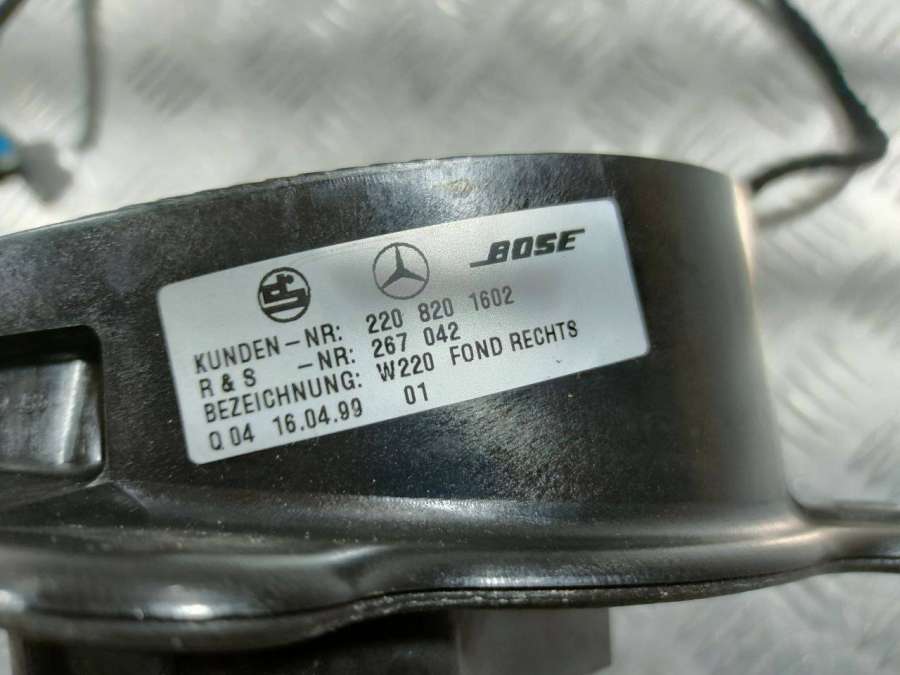 BOSE
KUNDEN-NR: 220 820 1602
R & S -NR: 267 042
BEZEICHNUNG: W220 FOND RECHTS
Q 04 16.04.99 01